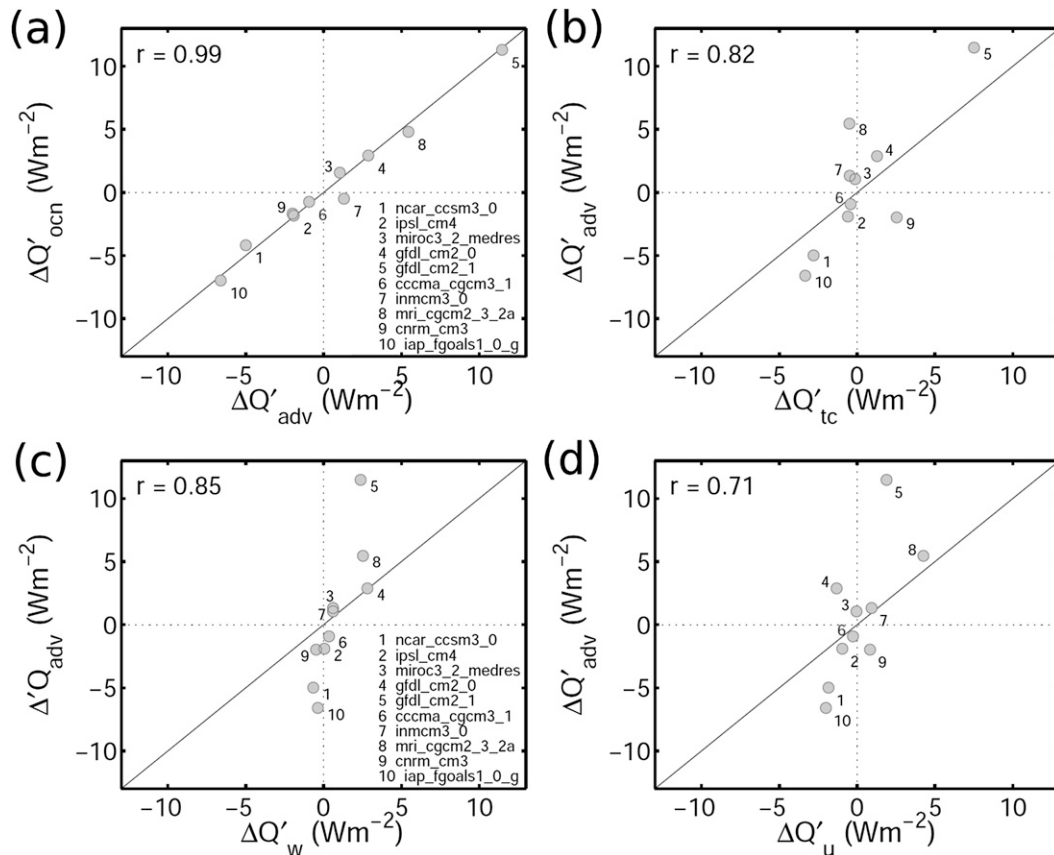 (a)
r = 0.99
ΔQ′ocn (Wm−2)
10
5
0
−5
−10
5
8
4
3
7
6
9
2
1
10
1 ncar_ccsm3_0
2 ipsl_cm4
3 miroc3_2_medres
4 gfdl_cm2_0
5 gfdl_cm2_1
6 cccma_cgcm3_1
7 inmcm3_0
8 mri_cgcm2_3_2a
9 cnrm_cm3
10 iap_fgoals1_0_g
−10 −5 0 5 10
ΔQ′adv (Wm−2)
(b)
r = 0.82
ΔQ′adv (Wm−2)
10
5
0
−5
−10
5
8
4
7
3
6
2
9
1
10
−10 −5 0 5 10
ΔQ′tc (Wm−2)
(c)
r = 0.85
Δ′Qadv (Wm−2)
10
5
0
−5
−10
5
8
4
3
7
6
9
2
1
10
1 ncar_ccsm3_0
2 ipsl_cm4
3 miroc3_2_medres
4 gfdl_cm2_0
5 gfdl_cm2_1
6 cccma_cgcm3_1
7 inmcm3_0
8 mri_cgcm2_3_2a
9 cnrm_cm3
10 iap_fgoals1_0_g
−10 −5 0 5 10
ΔQ′w (Wm−2)
(d)
r = 0.71
ΔQ′adv (Wm−2)
10
5
0
−5
−10
5
8
4
3
7
6
2
9
1
10
−10 −5 0 5 10
ΔQ′u (Wm−2)